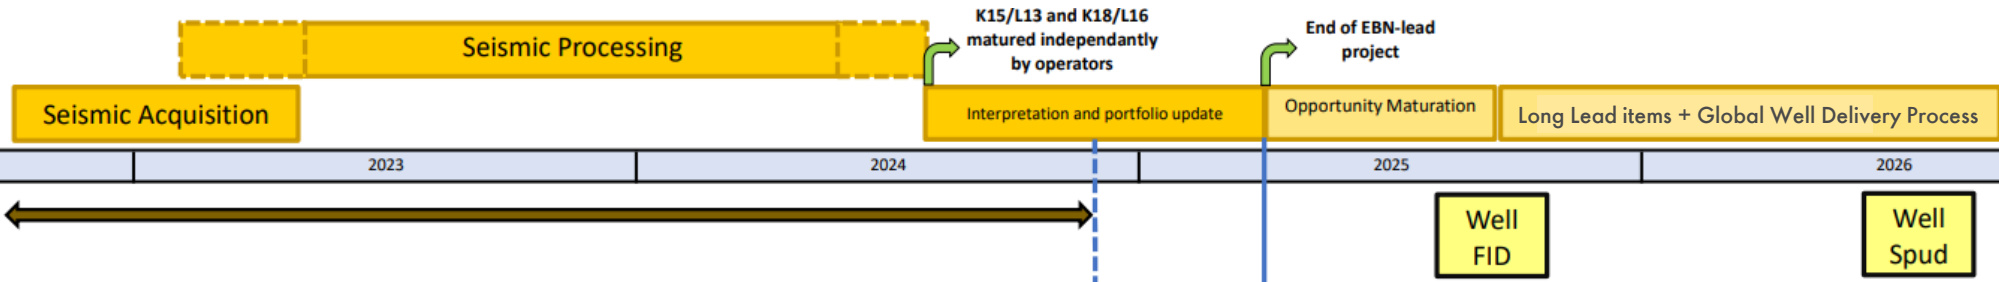 K15/L13 and K18/L16
matured independantly
by operators
End of EBN-lead
project
Seismic Processing
Seismic Acquisition
Interpretation and portfolio update
Opportunity Maturation
Long Lead items + Global Well Delivery Process
2023
2024
2025
2026
Well
FID
Well
Spud